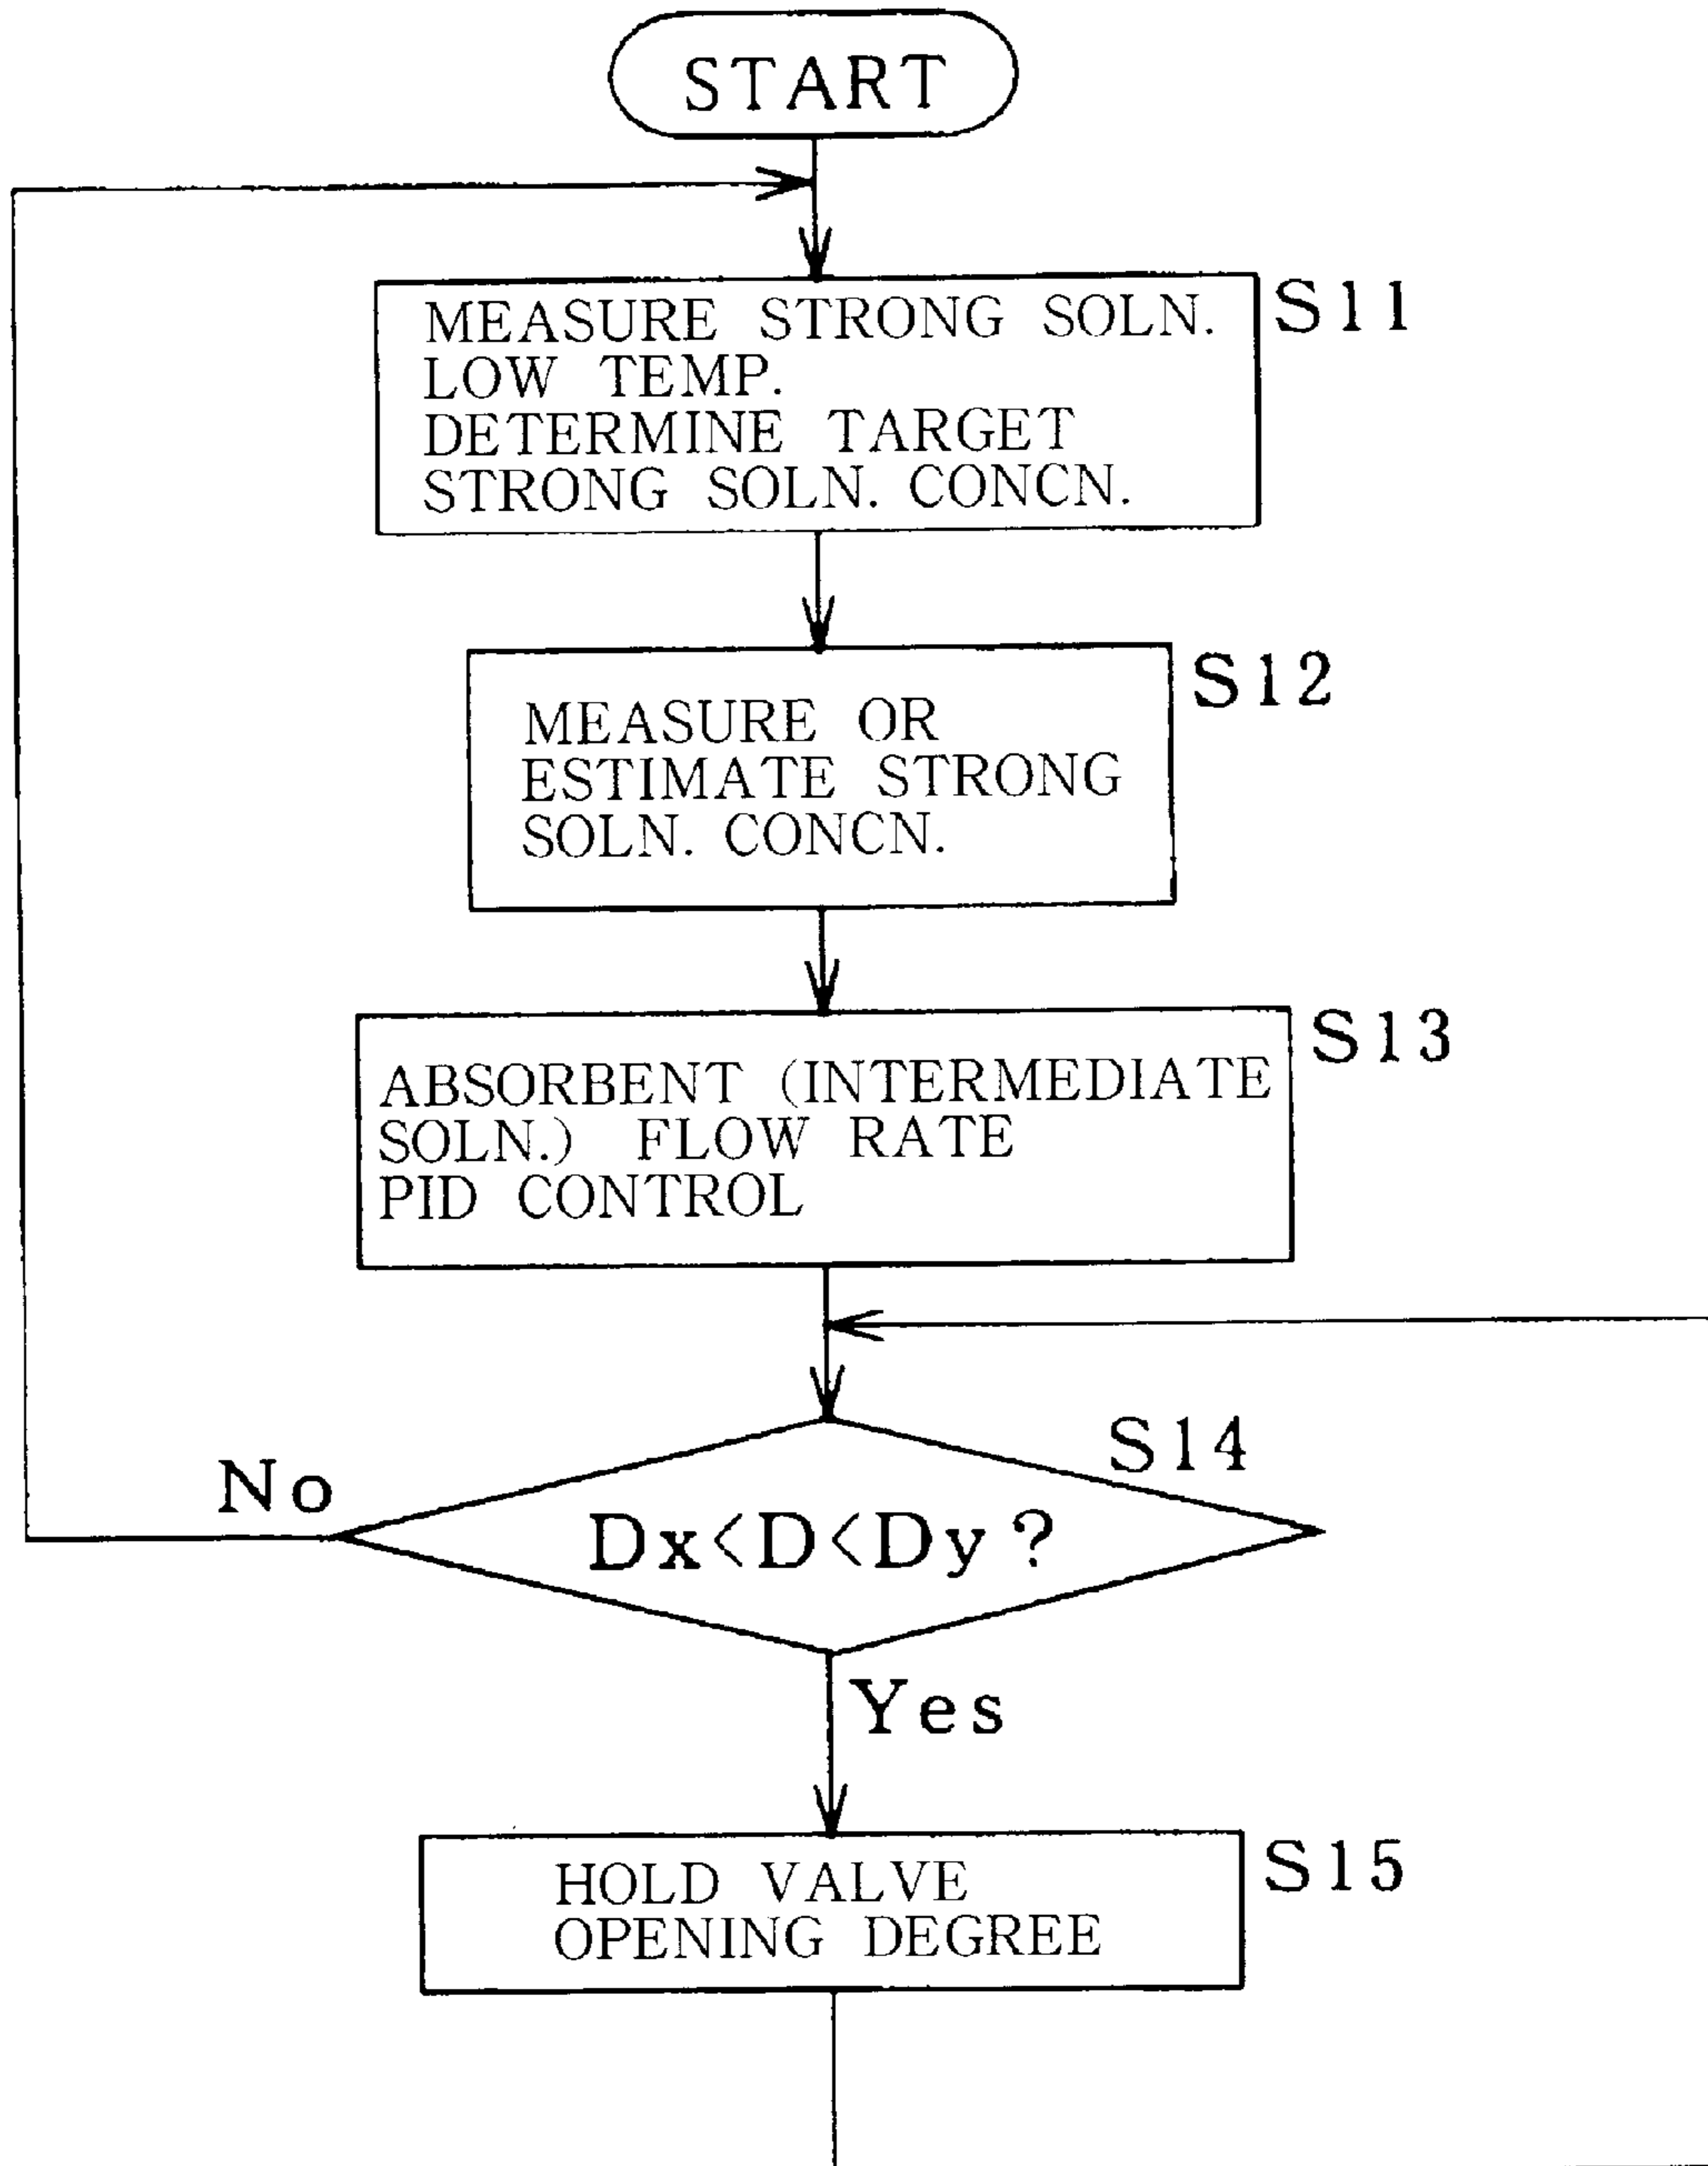 START
MEASURE STRONG SOLN.
LOW TEMP.
DETERMINE TARGET
STRONG SOLN. CONCN.
S11
MEASURE OR
ESTIMATE STRONG
SOLN. CONCN.
S12
ABSORBENT (INTERMEDIATE
SOLN.) FLOW RATE
PID CONTROL
S13
S14
No
Dx<D<Dy?
Yes
HOLD VALVE
OPENING DEGREE
S15